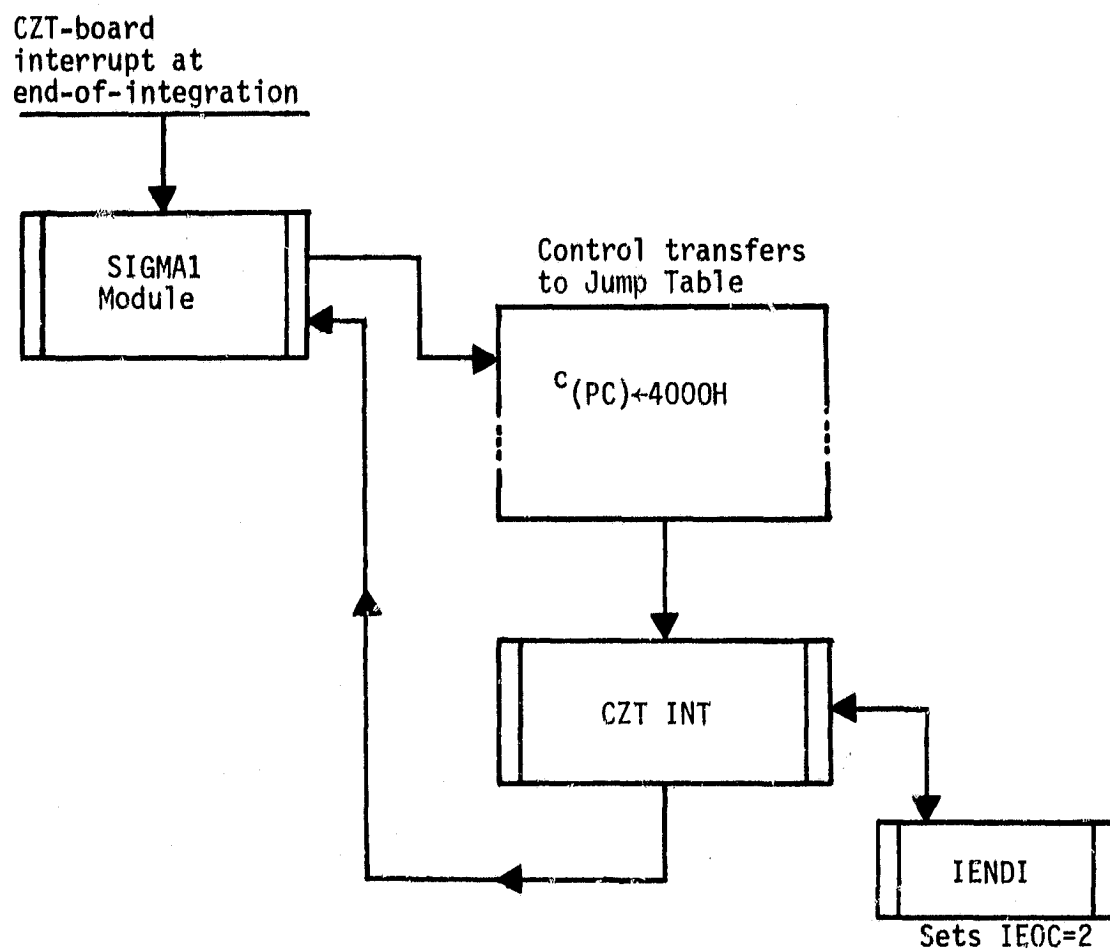 CZT-board
interrupt at
end-of-integration
SIGMA1
Module
Control transfers
to Jump Table
c(PC)←4000H
CZT INT
IENDI
Sets IEOC=2